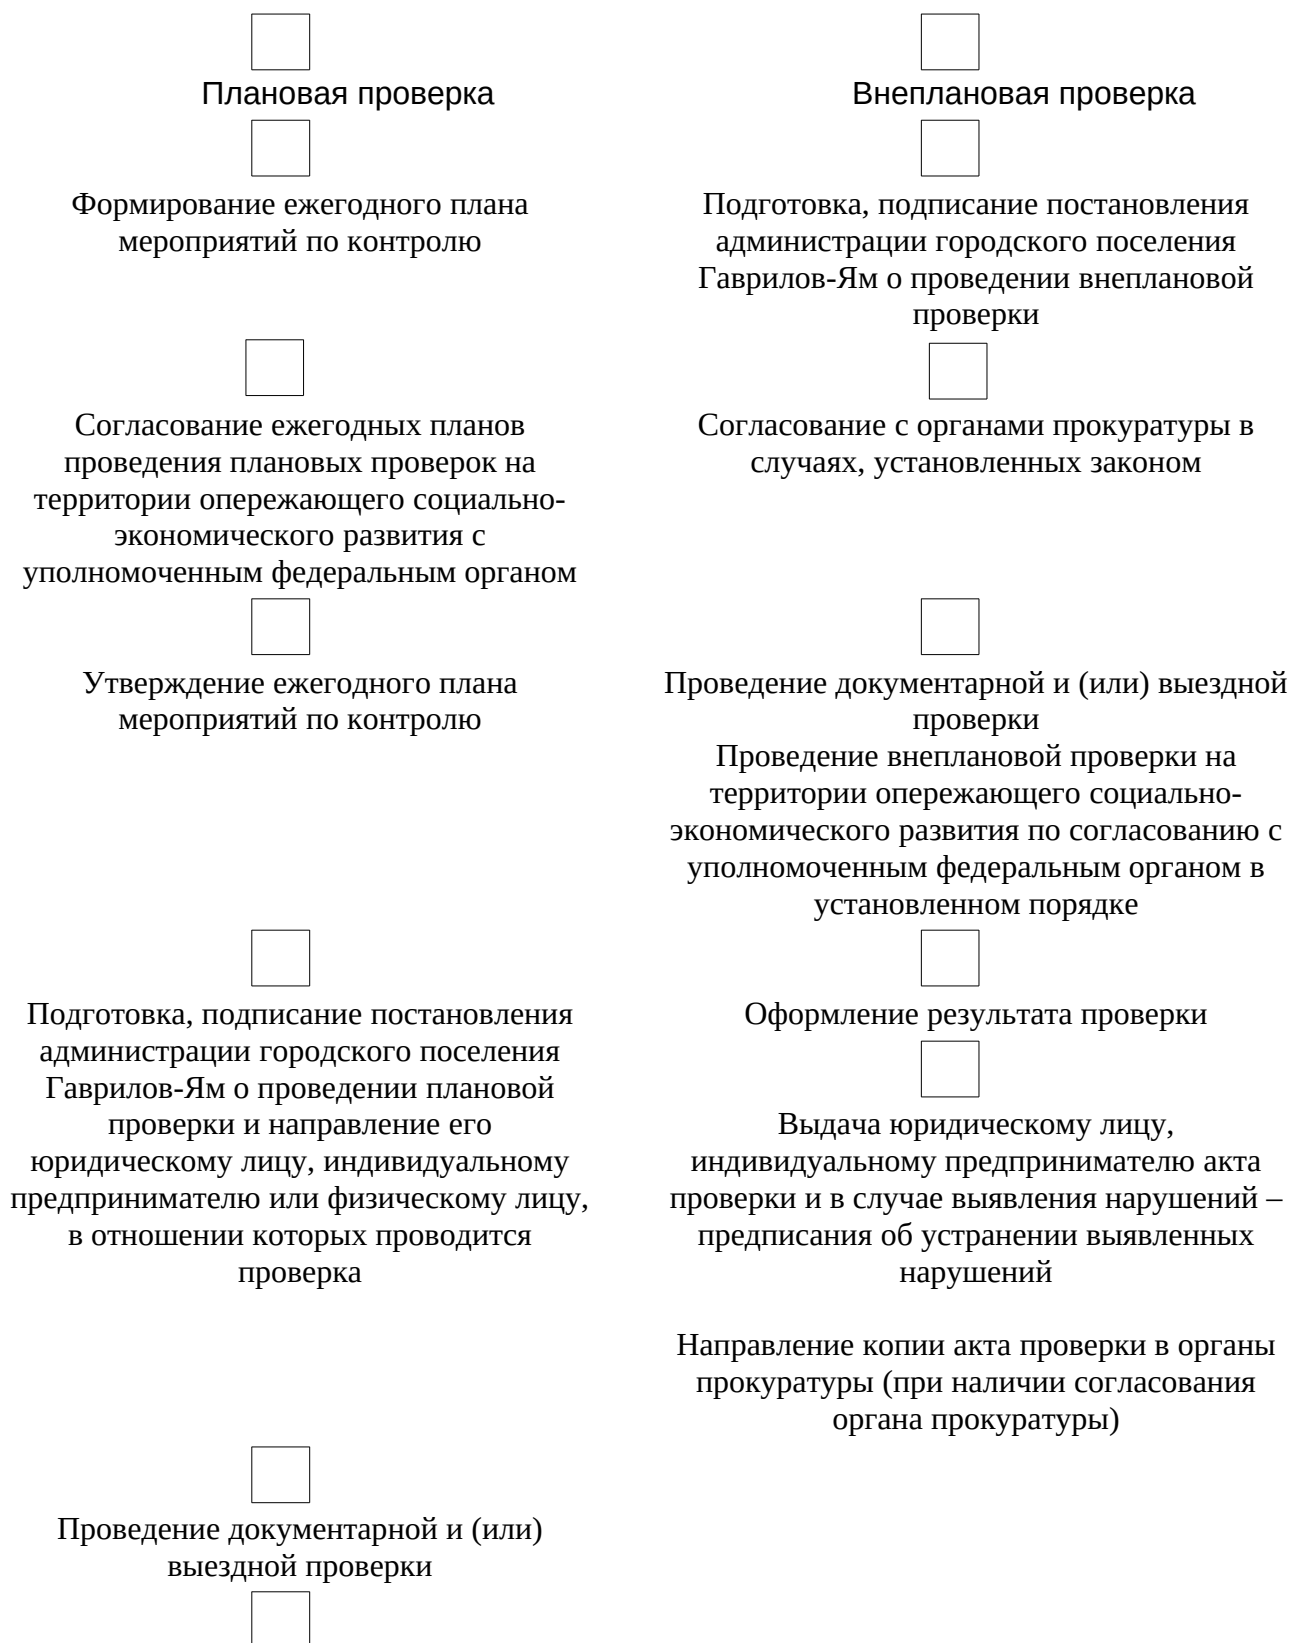 Плановая проверка
Внеплановая проверка
Формирование ежегодного плана
мероприятий по контролю
Подготовка, подписание постановления
администрации городского поселения
Гаврилов-Ям о проведении внеплановой
проверки
Согласование ежегодных планов
проведения плановых проверок на
территории опережающего социально-
экономического развития с
уполномоченным федеральным органом
Согласование с органами прокуратуры в
случаях, установленных законом
Утверждение ежегодного плана
мероприятий по контролю
Проведение документарной и (или) выездной
проверки
Проведение внеплановой проверки на
территории опережающего социально-
экономического развития по согласованию с
уполномоченным федеральным органом в
установленном порядке
Подготовка, подписание постановления
администрации городского поселения
Гаврилов-Ям о проведении плановой
проверки и направление его
юридическому лицу, индивидуальному
предпринимателю или физическому лицу,
в отношении которых проводится
проверка
Оформление результата проверки
Выдача юридическому лицу,
индивидуальному предпринимателю акта
проверки и в случае выявления нарушений –
предписания об устранении выявленных
нарушений
Направление копии акта проверки в органы
прокуратуры (при наличии согласования
органа прокуратуры)
Проведение документарной и (или)
выездной проверки